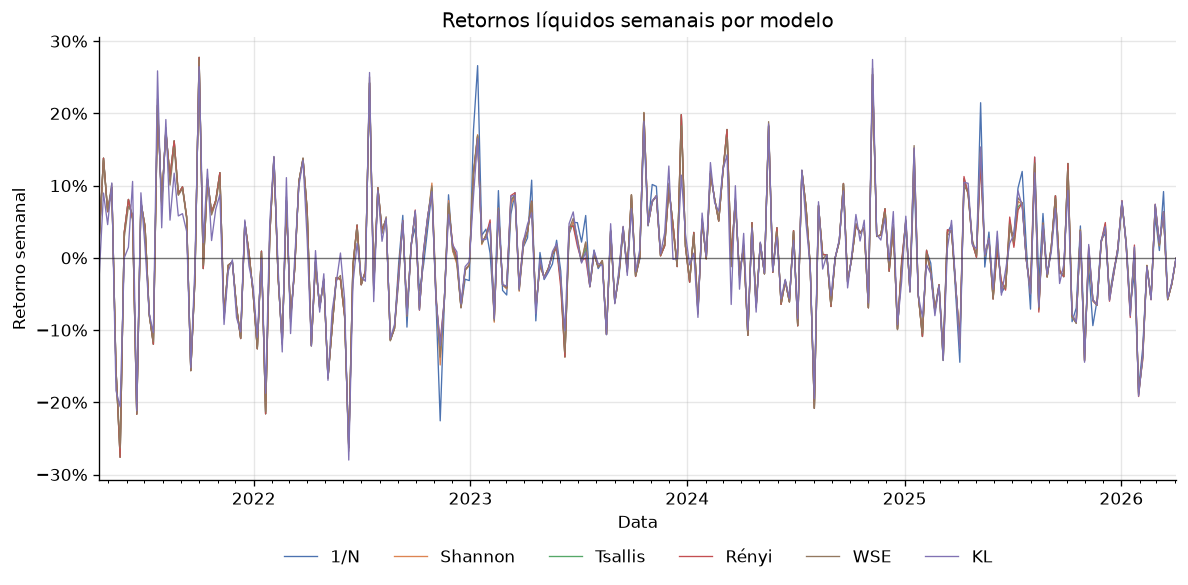 Retornos líquidos semanais por modelo
30%
20%
10%
0%
−10%
−20%
−30%
Retorno semanal
2022 2023 2024 2025 2026
Data
1/N Shannon Tsallis Rényi WSE KL